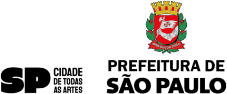 SP CIDADE
DE TODAS
AS ARTES
PREFEITURA DE
SÃO PAULO